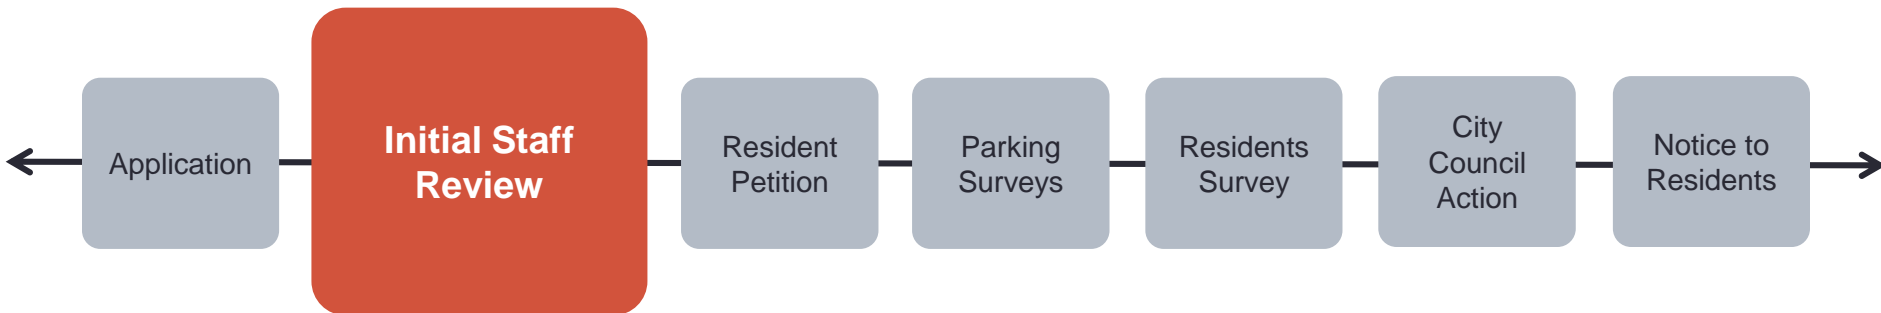 Application
Initial Staff
Review
Resident
Petition
Parking
Surveys
Residents
Survey
City
Council
Action
Notice to
Residents